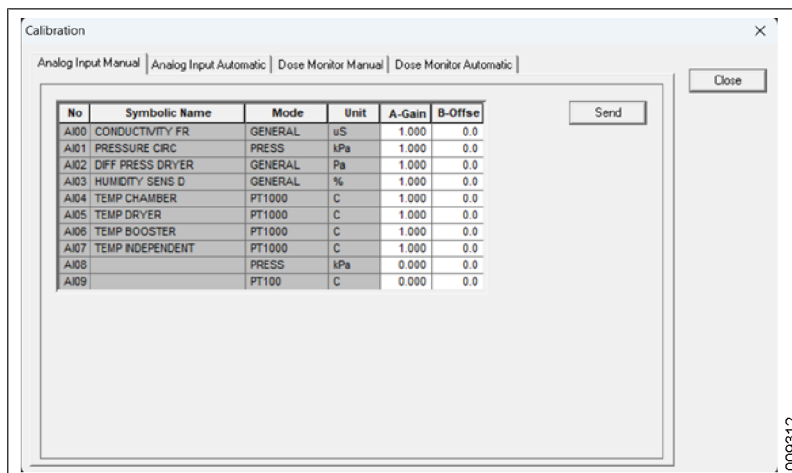 Calibration
Analog Input Manual Analog Input Automatic Dose Monitor Manual Dose Monitor Automatic
Close
No Symbolic Name Mode Unit A-Gain B-Offse
Send
AI00 CONDUCTIVITY FR GENERAL uS 1.000 0.0
AI01 PRESSURE CIRC PRESS kPa 1.000 0.0
AI02 DIFF PRESS DRYER GENERAL Pa 1.000 0.0
AI03 HUMIDITY SENS D GENERAL % 1.000 0.0
AI04 TEMP CHAMBER PT1000 C 1.000 0.0
AI05 TEMP DRYER PT1000 C 1.000 0.0
AI06 TEMP BOOSTER PT1000 C 1.000 0.0
AI07 TEMP INDEPENDENT PT1000 C 1.000 0.0
AI08 PRESS kPa 0.000 0.0
AI09 PT100 C 0.000 0.0
009312